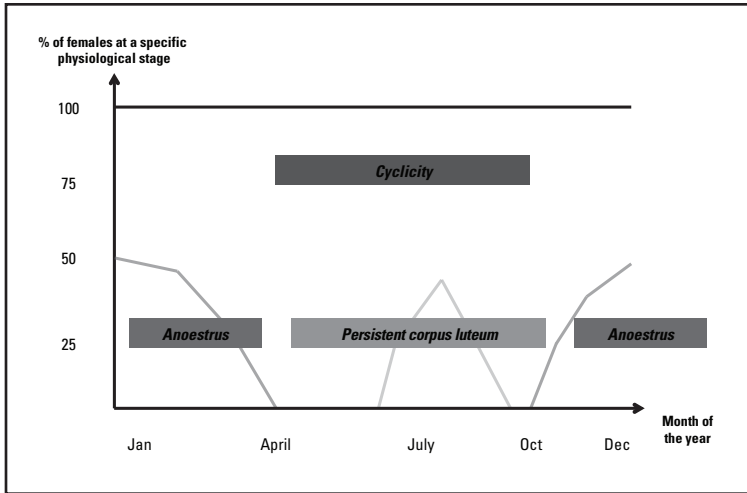 % of females at a specific
physiological stage
100
Cyclicity
75
50
Anoestrus
Persistent corpus luteum
Anoestrus
25
Month of
the year
Jan
April
July
Oct
Dec